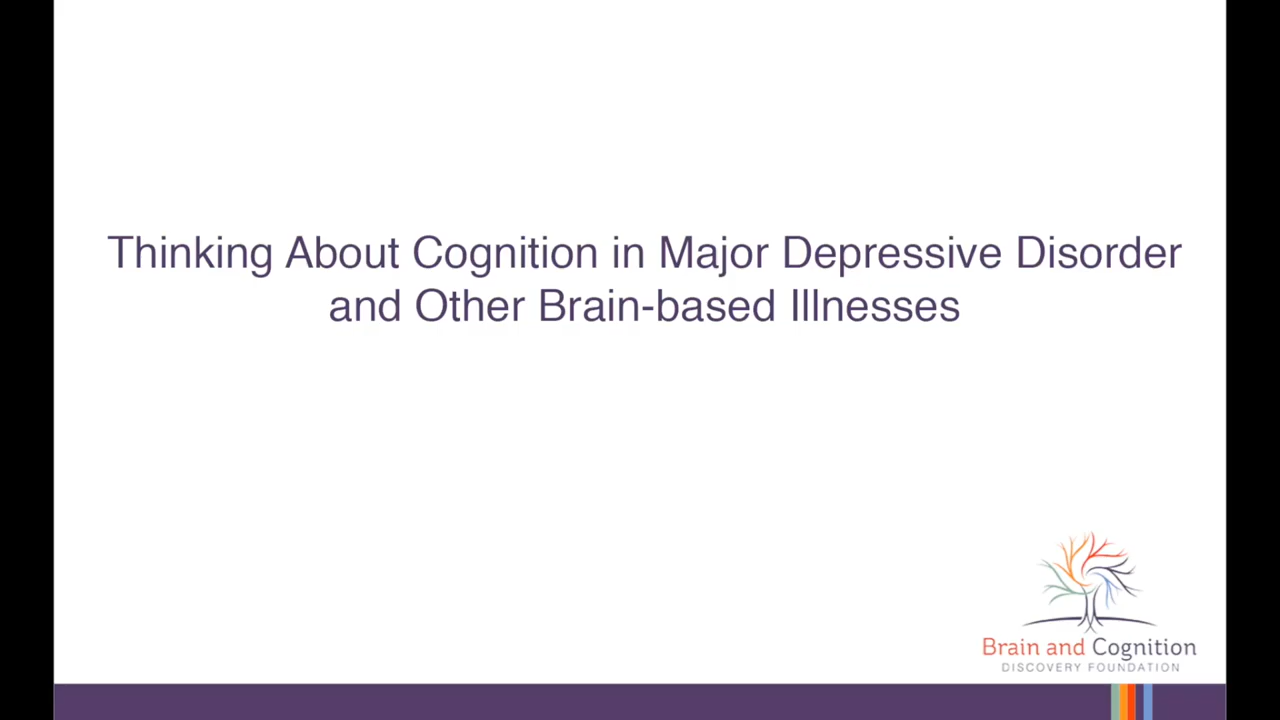 Thinking About Cognition in Major Depressive Disorder
and Other Brain-based Illnesses
Brain and Cognition
DISCOVERY FOUNDATION